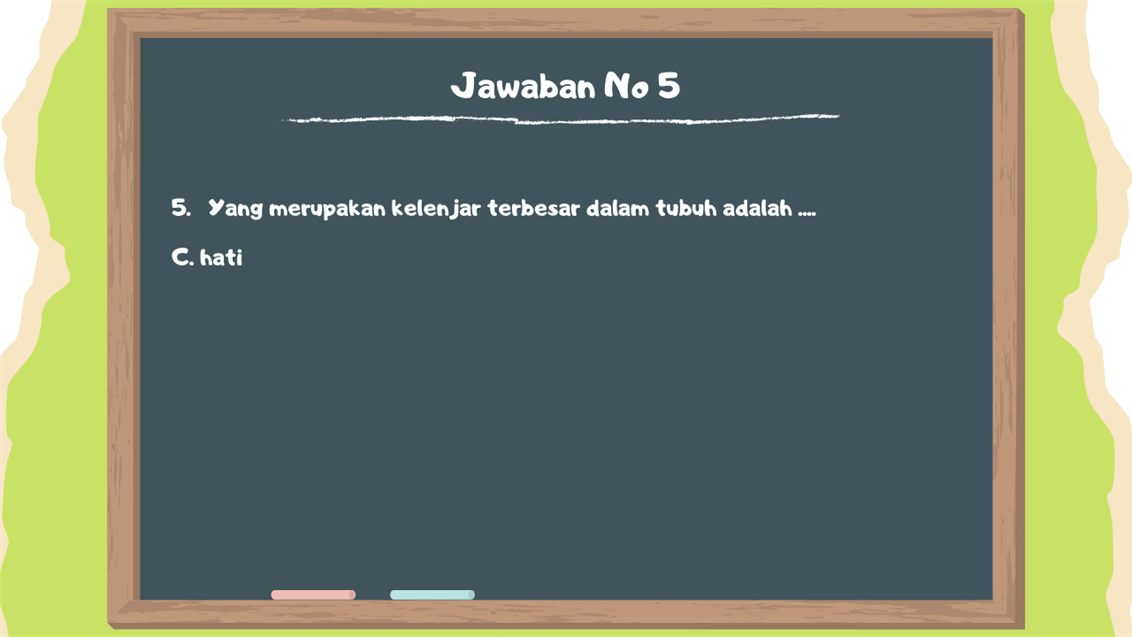 Jawaban No 5
5. Yang merupakan kelenjar terbesar dalam tubuh adalah ....
C. hati